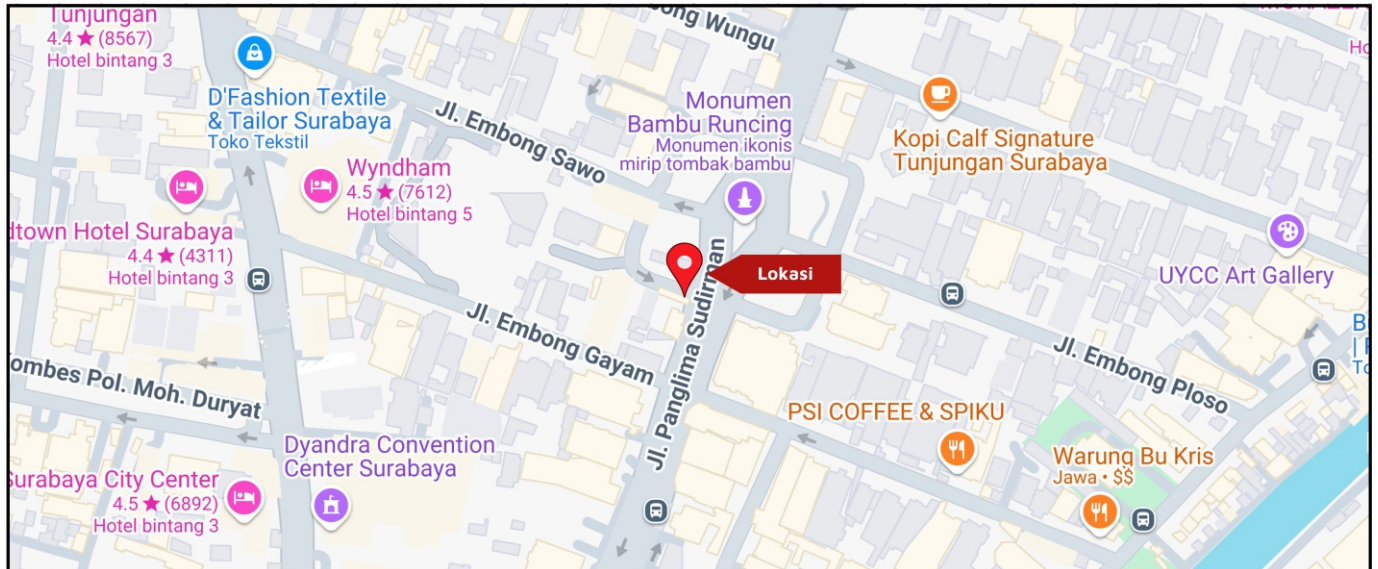 Tunjungan
4.4 ★ (8567)
Hotel bintang 3
D'Fashion Textile
& Tailor Surabaya
Toko Tekstil
Wungu
Jl. Embong Sawo
Monumen
Bambu Runcing
Monumen ikonis
mirip tombak bambu
Kopi Calf Signature
Tunjungan Surabaya
Wyndham
4.5 ★ (7612)
Hotel bintang 5
dtown Hotel Surabaya
4.4 ★ (4311)
Hotel bintang 3
Lokasi
UYCC Art Gallery
Jl. Embong Gayam
Jl. Panglima Sudirman
Jl. Embong Ploso
ombes Pol. Moh. Duryat
PSI COFFEE & SPIKU
Dyandra Convention
Center Surabaya
Warung Bu Kris
Jawa • $$
Surabaya City Center
4.5 ★ (6892)
Hotel bintang 3